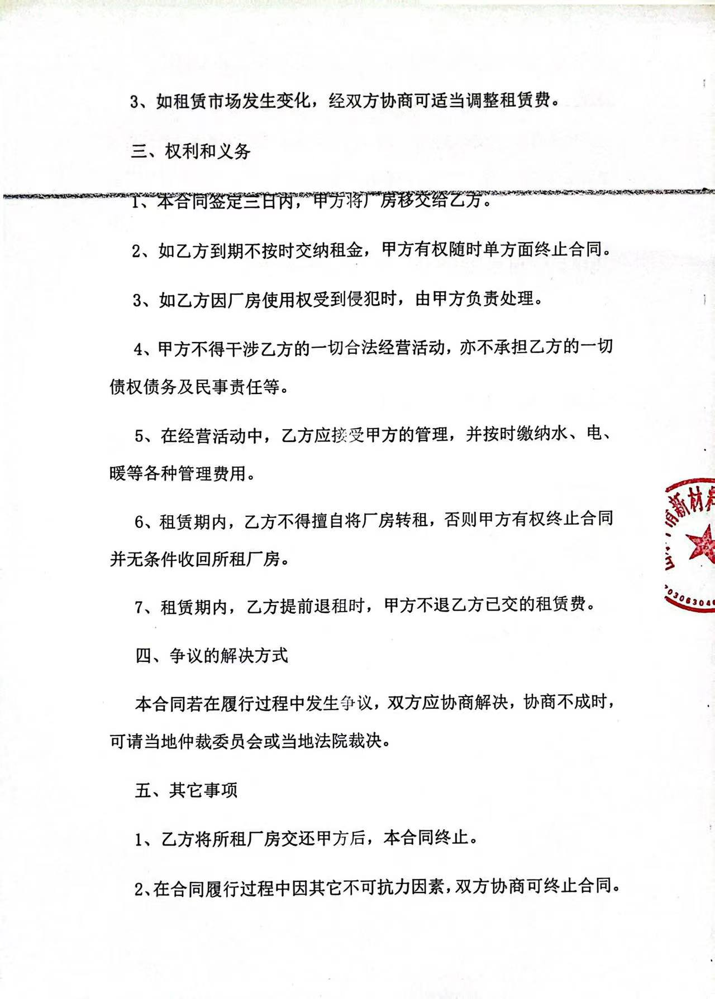 3、如租赁市场发生变化，经双方协商可适当调整租赁费。
三、权利和义务
1、本合同签定三日内，甲方将厂房移交给乙方。
2、如乙方到期不按时交纳租金，甲方有权随时单方面终止合同。
3、如乙方因厂房使用权受到侵犯时，由甲方负责处理。
4、甲方不得干涉乙方的一切合法经营活动，亦不承担乙方的一切
债权债务及民事责任等。
5、在经营活动中，乙方应接受甲方的管理，并按时缴纳水、电、
暖等各种管理费用。
新材
0306304
6、租赁期内，乙方不得擅自将厂房转租，否则甲方有权终止合同
并无条件收回所租厂房。
7、租赁期内，乙方提前退租时，甲方不退乙方已交的租赁费。
四、争议的解决方式
本合同若在履行过程中发生争议，双方应协商解决，协商不成时，
可请当地仲裁委员会或当地法院裁决。
五、其它事项
1、乙方将所租厂房交还甲方后，本合同终止。
2、在合同履行过程中因其它不可抗力因素，双方协商可终止合同。